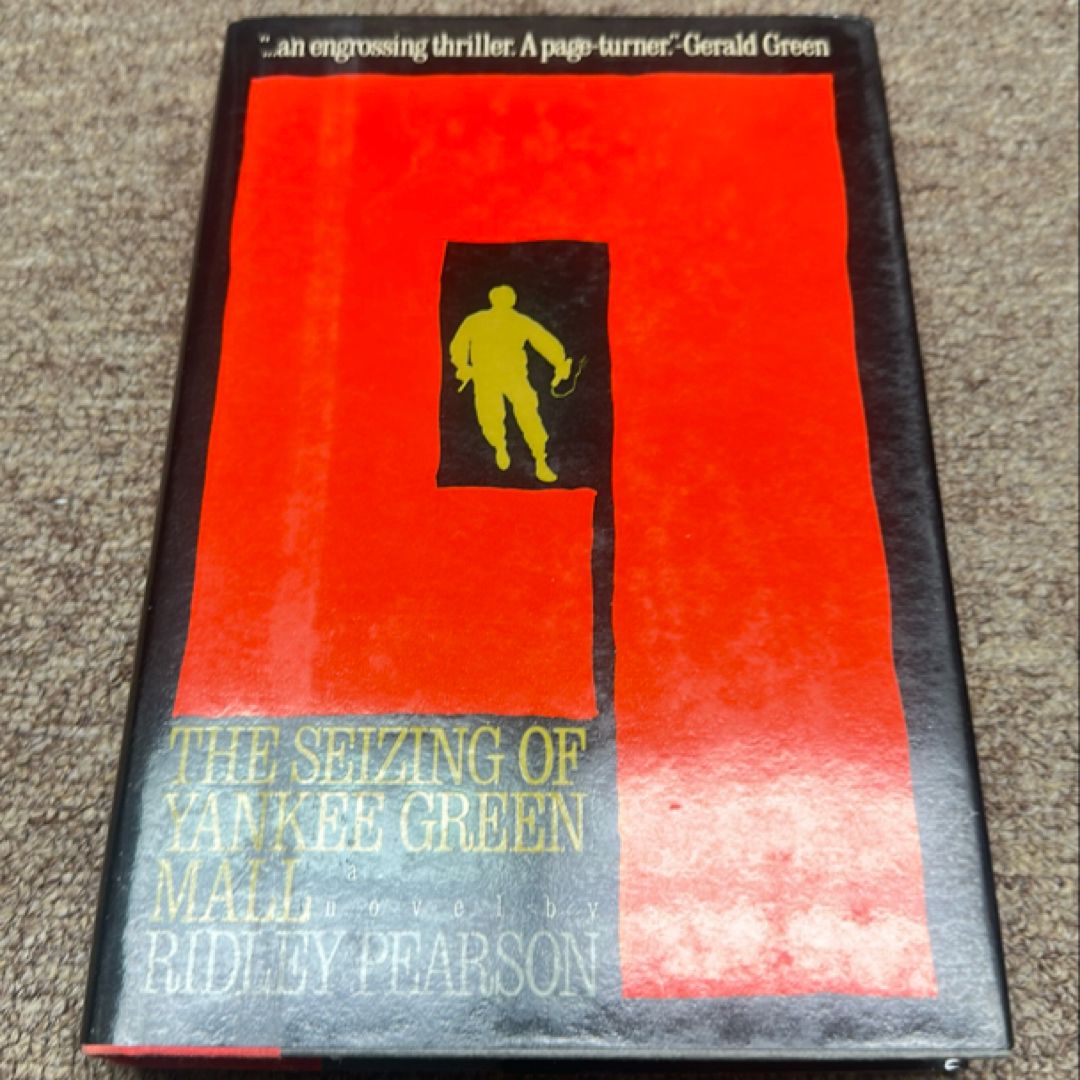 "...an engrossing thriller. A page-turner."-Gerald Green
THE SEIZING OF
YANKEE GREEN
MALL a
novel by
RIDLEY PEARSON